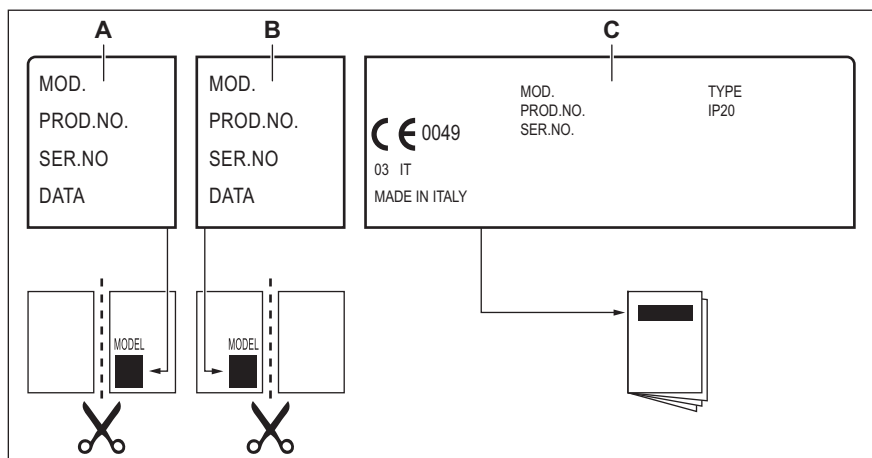 A
B
C
MOD.
PROD.NO.
SER.NO
DATA
MOD.
PROD.NO.
SER.NO
DATA
MOD.
PROD.NO.
SER.NO.
TYPE
IP20
CE 0049
03 IT
MADE IN ITALY
MODEL
MODEL